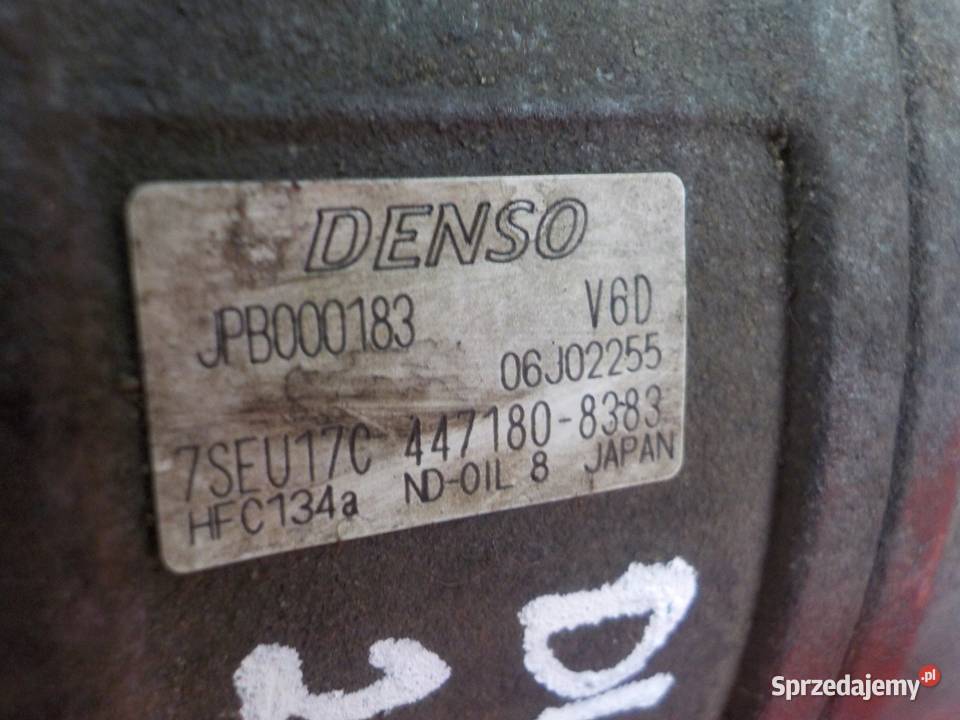 DENSO
JPB000183 V6D
06J02255
7SEU17C 447180-8383
HFC134a ND-OIL 8 JAPAN
Sprzedajemy.pl